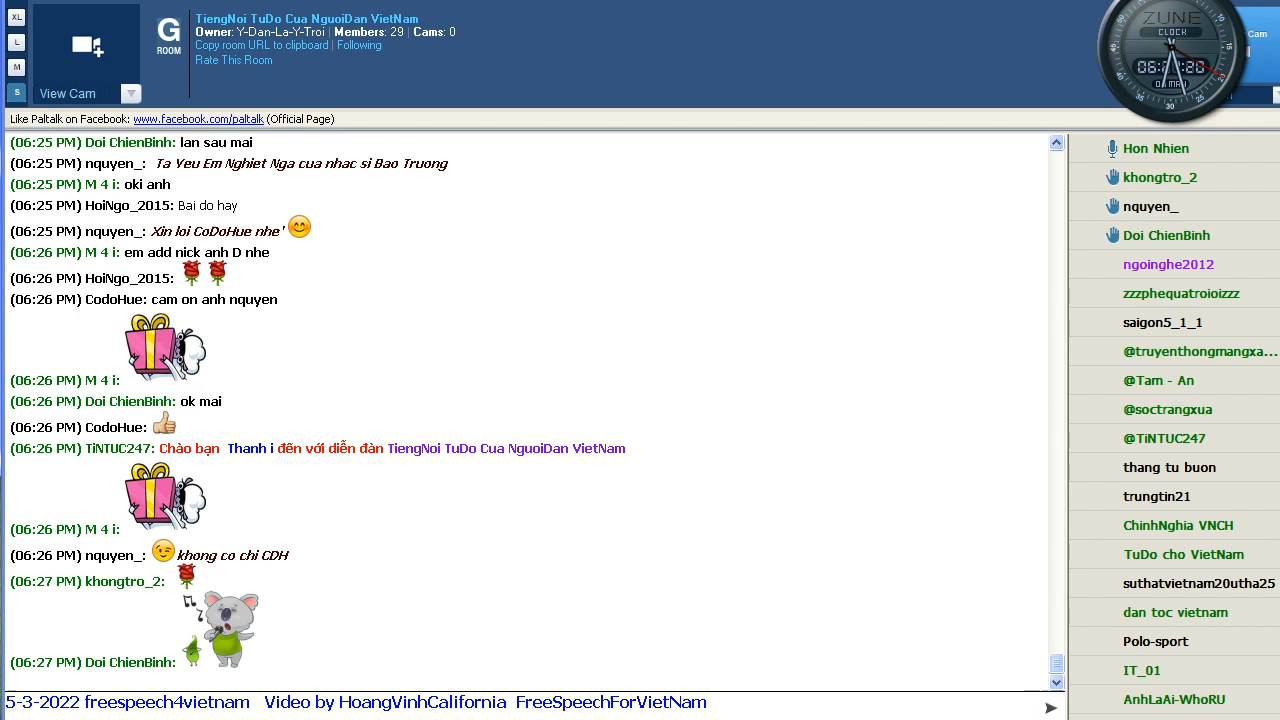 XL
L
M
S
View Cam
G
ROOM
TiengNoi TuDo Cua NguoiDan VietNam
Owner: Y-Dan-La-Y-Troi | Members: 29 | Cams: 0
Copy room URL to clipboard | Following
Rate This Room
ZUNE
CLOCK
Cam
Like Paltalk on Facebook: www.facebook.com/paltalk (Official Page)
(06:25 PM) Doi ChienBinh: lan sau mai
(06:25 PM) nquyen_: Ta Yeu Em Nghiet Nga cua nhac si Bao Truong
(06:25 PM) M 4 i: oki anh
(06:25 PM) HoiNgo_2015: Bai do hay
(06:25 PM) nquyen_: Xin loi CoDoHue nhe'
(06:26 PM) M 4 i: em add nick anh D nhe
(06:26 PM) HoiNgo_2015:
(06:26 PM) CodoHue: cam on anh nquyen
(06:26 PM) M 4 i:
(06:26 PM) Doi ChienBinh: ok mai
(06:26 PM) CodoHue:
(06:26 PM) TiNTUC247: Chào bạn Thanh i đến với diễn đàn TiengNoi TuDo Cua NguoiDan VietNam
(06:26 PM) M 4 i:
(06:26 PM) nquyen_: khong co chi CDH
(06:27 PM) khongtro_2:
(06:27 PM) Doi ChienBinh:
Hon Nhien
khongtro_2
nquyen_
Doi ChienBinh
ngoinghe2012
zzzphequatroioizzz
saigon5_1_1
@truyenthongmangxa...
@Tam - An
@soctrangxua
@TiNTUC247
thang tu buon
trungtin21
ChinhNghia VNCH
TuDo cho VietNam
suthatvietnam20utha25
dan toc vietnam
Polo-sport
IT_01
AnhLaAi-WhoRU
5-3-2022 freespeech4vietnam Video by HoangVinhCalifornia FreeSpeechForVietNam